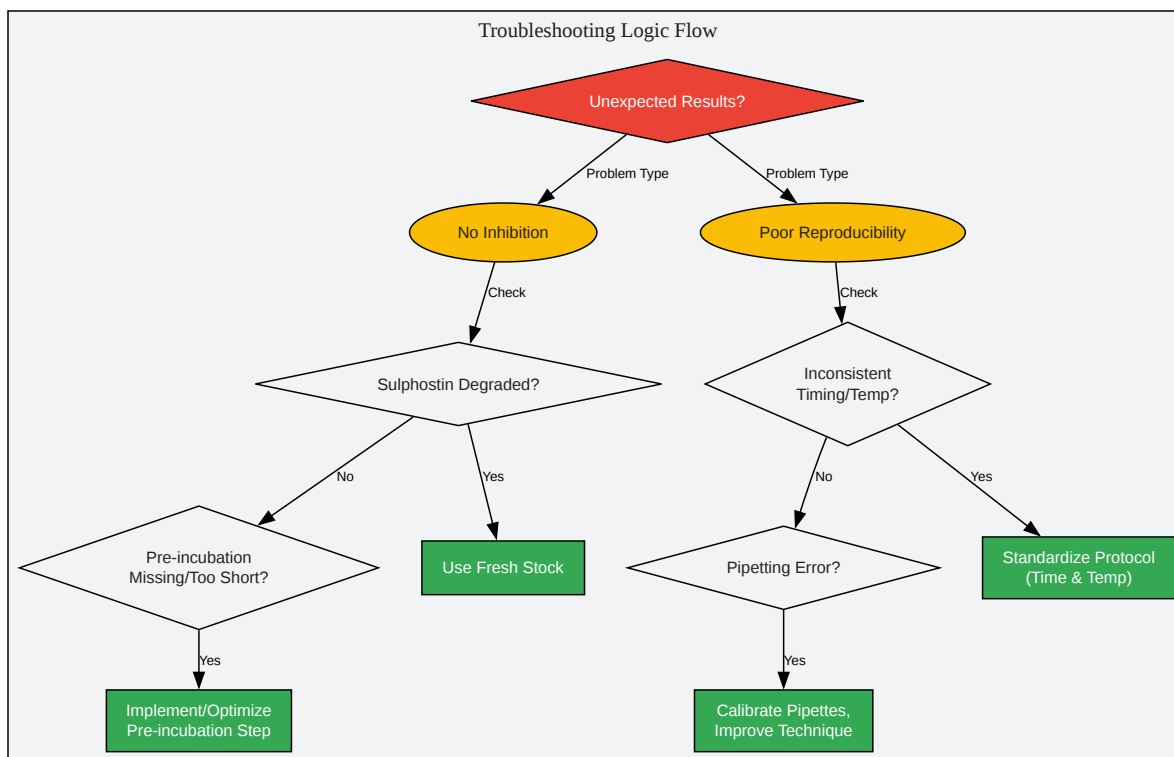 Troubleshooting Logic Flow
Unexpected Results?
Problem Type
Problem Type
No Inhibition
Poor Reproducibility
Check
Check
Sulphostin Degraded?
Inconsistent
Timing/Temp?
No
Yes
No
Yes
Pre-incubation
Missing/Too Short?
Use Fresh Stock
Pipetting Error?
Standardize Protocol
(Time & Temp)
Yes
Yes
Implement/Optimize
Pre-incubation Step
Calibrate Pipettes,
Improve Technique